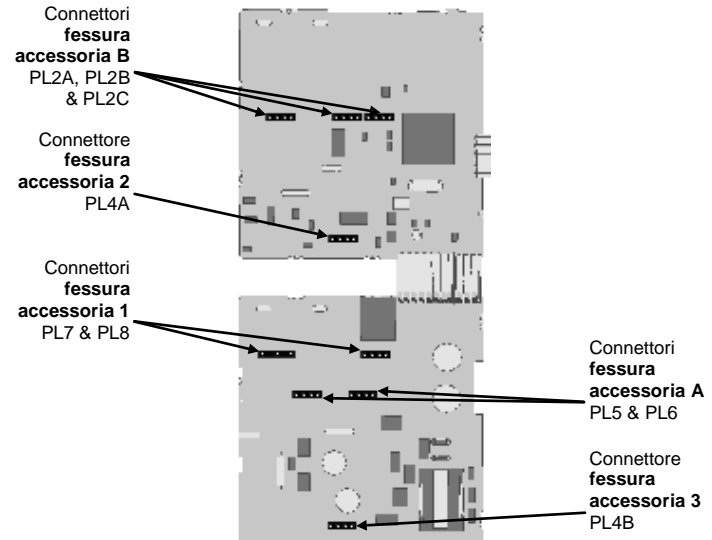 Connettori
fessura
accessoria B
PL2A, PL2B
& PL2C
Connettore
fessura
accessoria 2
PL4A
Connettori
fessura
accessoria 1
PL7 & PL8
Connettori
fessura
accessoria A
PL5 & PL6
Connettore
fessura
accessoria 3
PL4B